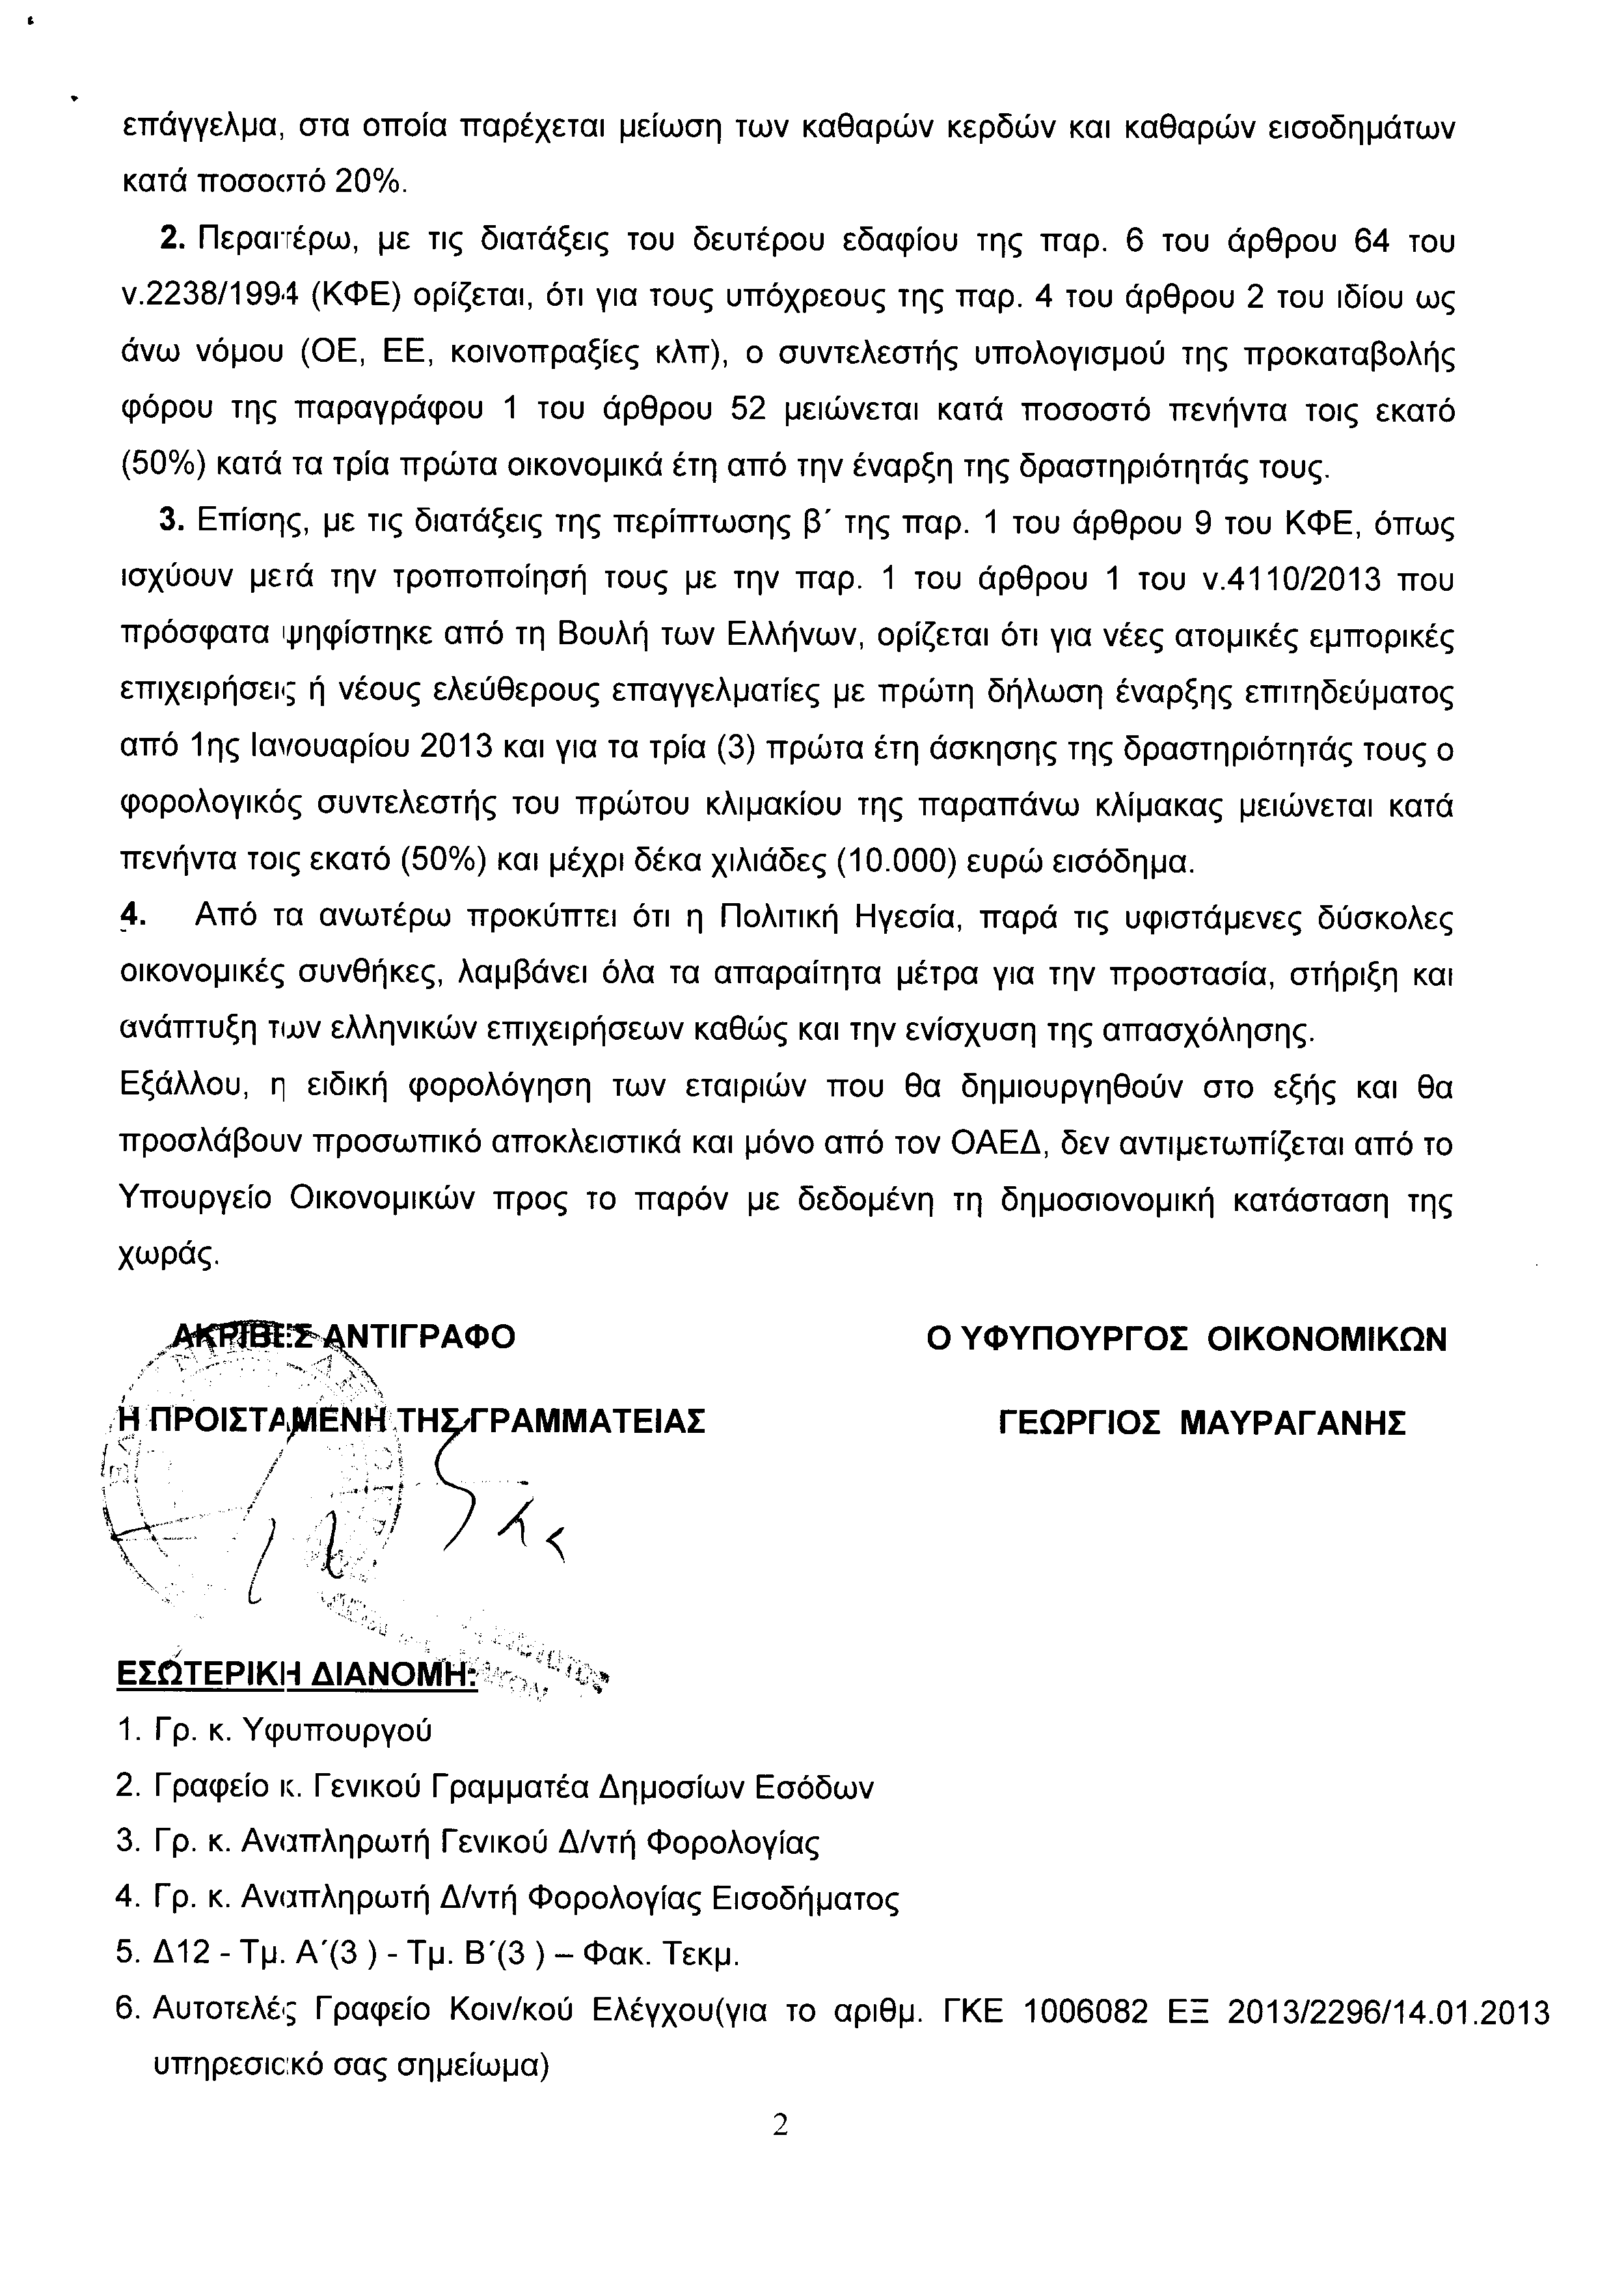 επάγγελμα, στα οποία παρέχεται μείωση των καθαρών κερδών και καθαρών εισοδημάτων
κατά ποσοστό 20%.
2. Περαιτέρω, με τις διατάξεις του δευτέρου εδαφίου της παρ. 6 του άρθρου 64 του
ν.2238/1994 (ΚΦΕ) ορίζεται, ότι για τους υπόχρεους της παρ. 4 του άρθρου 2 του ιδίου ως
άνω νόμου (ΟΕ, ΕΕ, κοινοπραξίες κλπ), ο συντελεστής υπολογισμού της προκαταβολής
φόρου της παραγράφου 1 του άρθρου 52 μειώνεται κατά ποσοστό πενήντα τοις εκατό
(50%) κατά τα τρία πρώτα οικονομικά έτη από την έναρξη της δραστηριότητάς τους.
3. Επίσης, με τις διατάξεις της περίπτωσης β΄ της παρ. 1 του άρθρου 9 του ΚΦΕ, όπως
ισχύουν μετά την τροποποίησή τους με την παρ. 1 του άρθρου 1 του ν.4110/2013 που
πρόσφατα ψηφίστηκε από τη Βουλή των Ελλήνων, ορίζεται ότι για νέες ατομικές εμπορικές
επιχειρήσεις ή νέους ελεύθερους επαγγελματίες με πρώτη δήλωση έναρξης επιτηδεύματος
από 1ης Ιανουαρίου 2013 και για τα τρία (3) πρώτα έτη άσκησης της δραστηριότητάς τους ο
φορολογικός συντελεστής του πρώτου κλιμακίου της παραπάνω κλίμακας μειώνεται κατά
πενήντα τοις εκατό (50%) και μέχρι δέκα χιλιάδες (10.000) ευρώ εισόδημα.
4. Από τα ανωτέρω προκύπτει ότι η Πολιτική Ηγεσία, παρά τις υφιστάμενες δύσκολες
οικονομικές συνθήκες, λαμβάνει όλα τα απαραίτητα μέτρα για την προστασία, στήριξη και
ανάπτυξη των ελληνικών επιχειρήσεων καθώς και την ενίσχυση της απασχόλησης.
Εξάλλου, η ειδική φορολόγηση των εταιριών που θα δημιουργηθούν στο εξής και θα
προσλάβουν προσωπικό αποκλειστικά και μόνο από τον ΟΑΕΔ, δεν αντιμετωπίζεται από το
Υπουργείο Οικονομικών προς το παρόν με δεδομένη τη δημοσιονομική κατάσταση της
χωράς.
ΑΚΡΙΒΕΣ ΑΝΤΙΓΡΑΦΟ
Ο ΥΦΥΠΟΥΡΓΟΣ ΟΙΚΟΝΟΜΙΚΩΝ
Η ΠΡΟΙΣΤΑΜΕΝΗ ΤΗΣ ΓΡΑΜΜΑΤΕΙΑΣ
ΓΕΩΡΓΙΟΣ ΜΑΥΡΑΓΑΝΗΣ
ΕΣΩΤΕΡΙΚΗ ΔΙΑΝΟΜΗ:
1. Γρ. κ. Υφυπουργού
2. Γραφείο κ. Γενικού Γραμματέα Δημοσίων Εσόδων
3. Γρ. κ. Αναπληρωτή Γενικού Δ/ντή Φορολογίας
4. Γρ. κ. Αναπληρωτή Δ/ντή Φορολογίας Εισοδήματος
5. Δ12 - Τμ. Α΄(3 ) - Τμ. Β΄(3 ) – Φακ. Τεκμ.
6. Αυτοτελές Γραφείο Κοιν/κού Ελέγχου(για το αριθμ. ΓΚΕ 1006082 ΕΞ 2013/2296/14.01.2013
υπηρεσιακό σας σημείωμα)
2